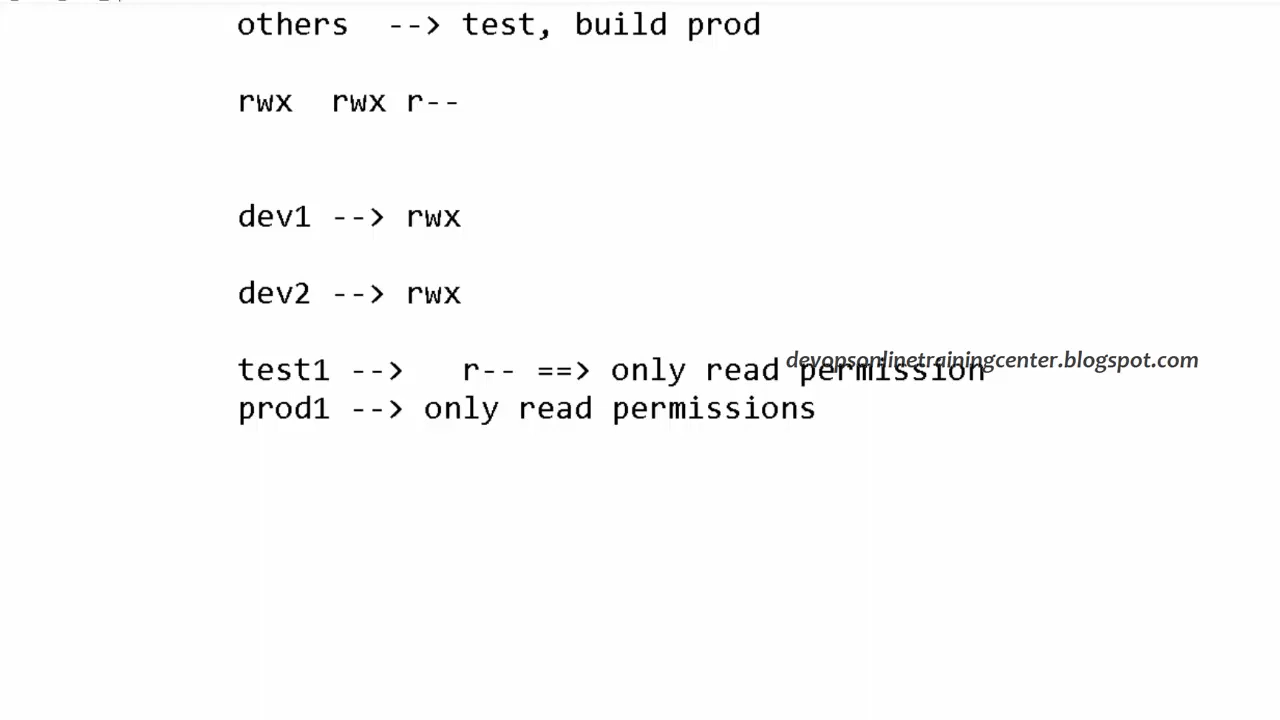 others --> test, build prod
rwx rwx r--
dev1 --> rwx
dev2 --> rwx
test1 --> r-- ==> only read permission
devopsonlinetrainingcenter.blogspot.com
prod1 --> only read permissions